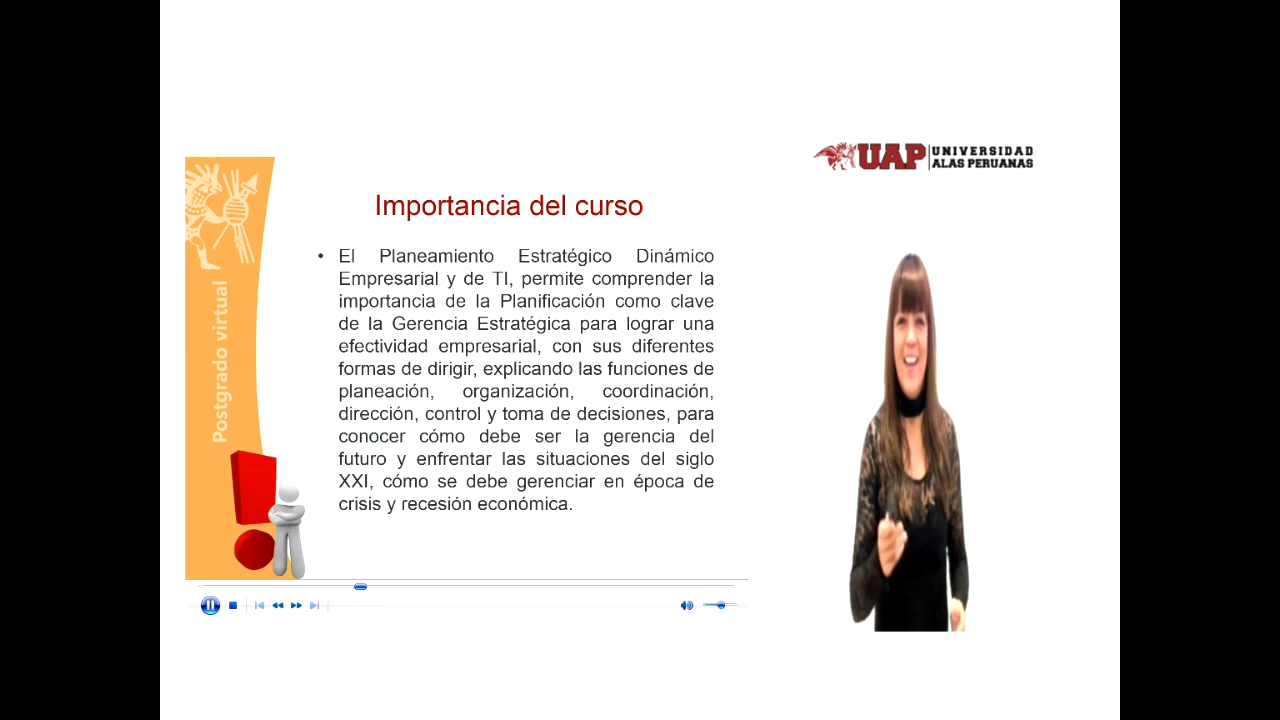 UAP UNIVERSIDAD
ALAS PERUANAS
Importancia del curso
• El Planeamiento Estratégico Dinámico
Empresarial y de TI, permite comprender la
importancia de la Planificación como clave
de la Gerencia Estratégica para lograr una
efectividad empresarial, con sus diferentes
formas de dirigir, explicando las funciones de
planeación, organización, coordinación,
dirección, control y toma de decisiones, para
conocer cómo debe ser la gerencia del
futuro y enfrentar las situaciones del siglo
XXI, cómo se debe gerenciar en época de
crisis y recesión económica.
Postgrado virtual